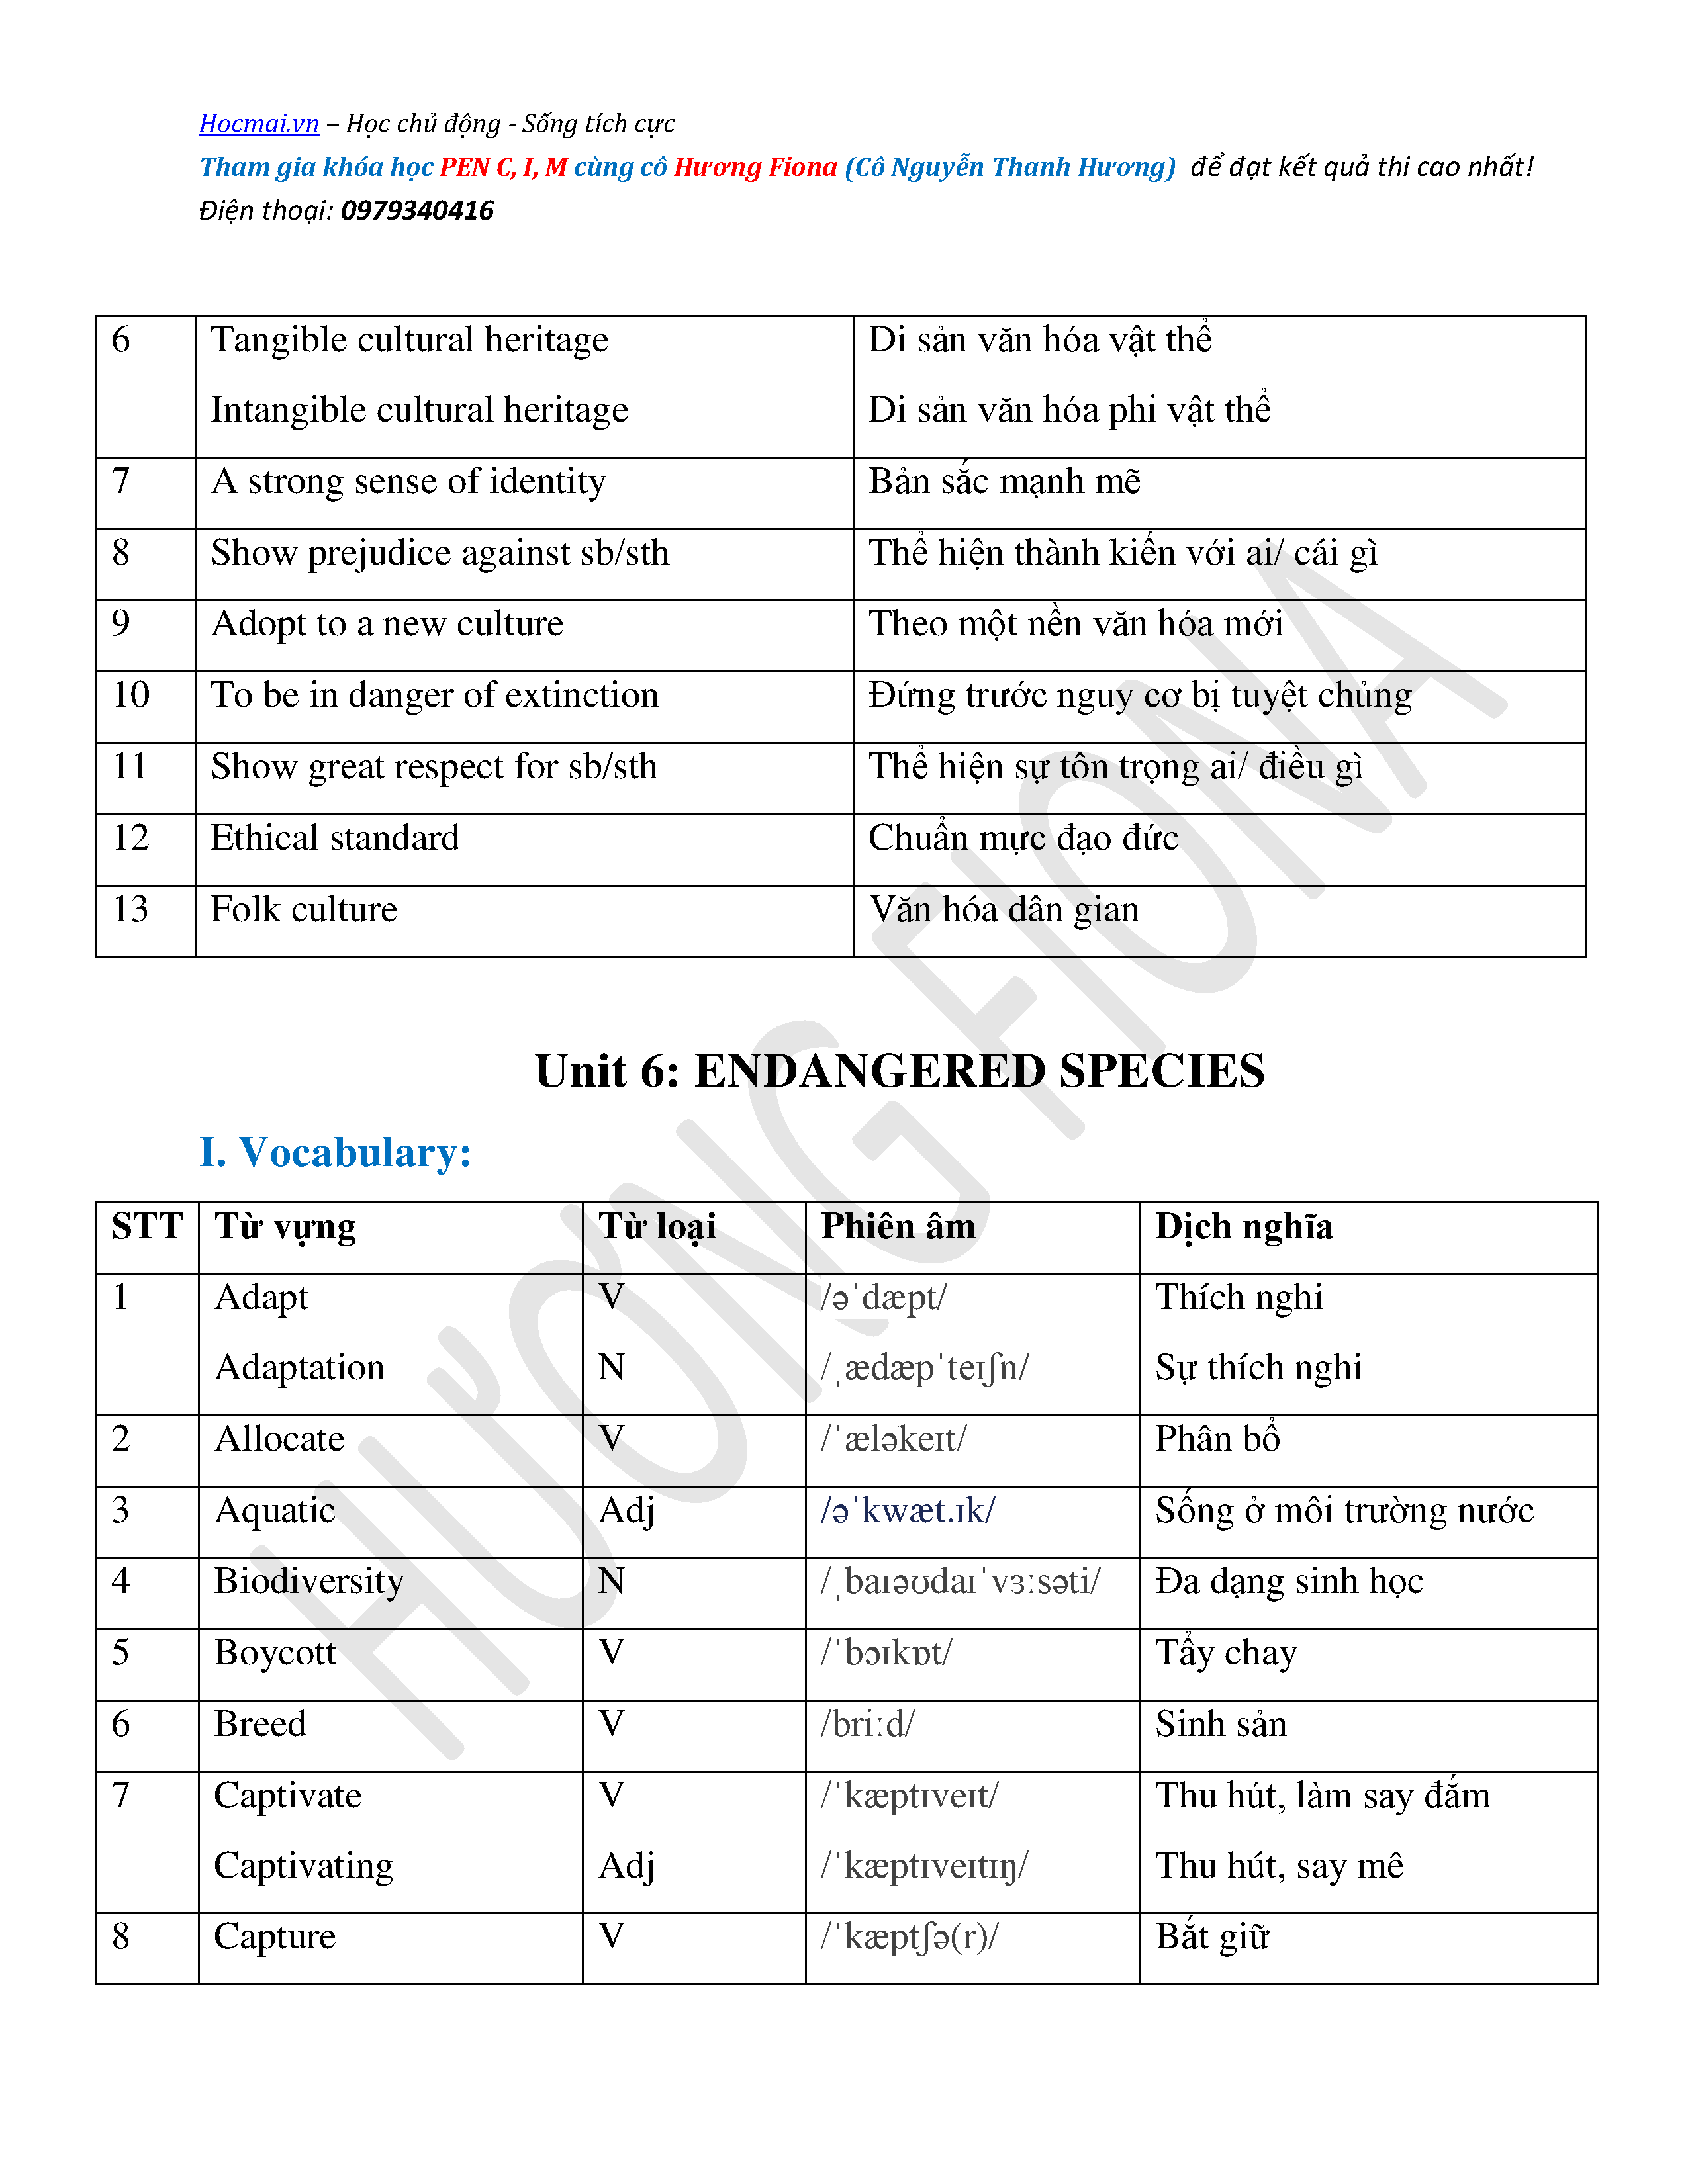 Hocmai.vn – Học chủ động - Sống tích cực
Tham gia khóa học PEN C, I, M cùng cô Hương Fiona (Cô Nguyễn Thanh Hương) để đạt kết quả thi cao nhất!
Điện thoại: 0979340416
6 Tangible cultural heritage Di sản văn hóa vật thể
Intangible cultural heritage Di sản văn hóa phi vật thể
7 A strong sense of identity Bản sắc mạnh mẽ
8 Show prejudice against sb/sth Thể hiện thành kiến với ai/ cái gì
9 Adopt to a new culture Theo một nền văn hóa mới
10 To be in danger of extinction Đứng trước nguy cơ bị tuyệt chủng
11 Show great respect for sb/sth Thể hiện sự tôn trọng ai/ điều gì
12 Ethical standard Chuẩn mực đạo đức
13 Folk culture Văn hóa dân gian
HƯƠNG FIONA
Unit 6: ENDANGERED SPECIES
I. Vocabulary:
STT Từ vựng Từ loại Phiên âm Dịch nghĩa
1 Adapt V /əˈdæpt/ Thích nghi
Adaptation N /ˌædæpˈteɪʃn/ Sự thích nghi
2 Allocate V /ˈæləkeɪt/ Phân bổ
3 Aquatic Adj /əˈkwæt.ɪk/ Sống ở môi trường nước
4 Biodiversity N /ˌbaɪəʊdaɪˈvɜːsəti/ Đa dạng sinh học
5 Boycott V /ˈbɔɪkɒt/ Tẩy chay
6 Breed V /briːd/ Sinh sản
7 Captivate V /ˈkæptɪveɪt/ Thu hút, làm say đắm
Captivating Adj /ˈkæptɪveɪtɪŋ/ Thu hút, say mê
8 Capture V /ˈkæptʃə(r)/ Bắt giữ